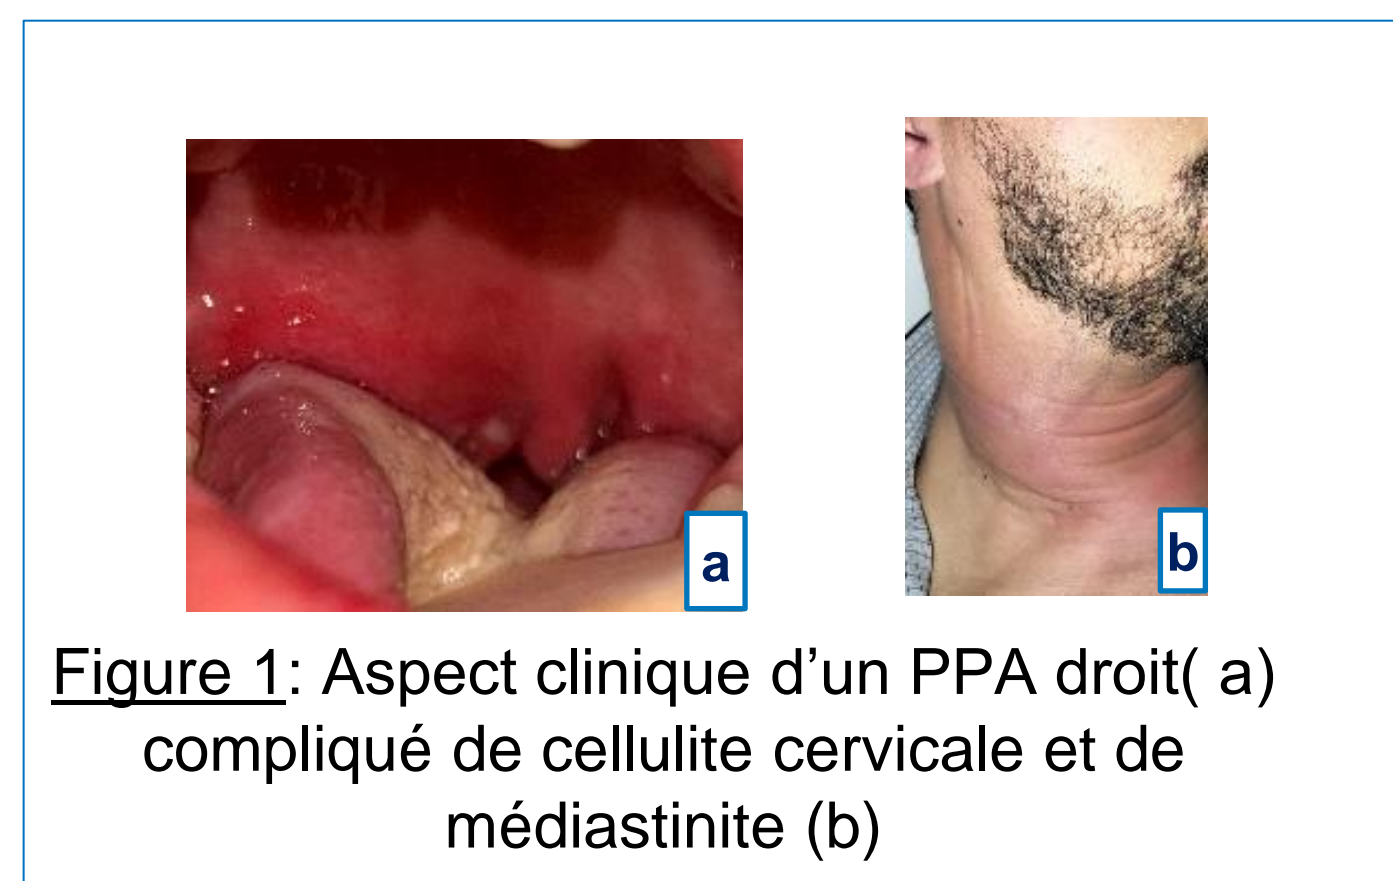 a
b
Figure 1: Aspect clinique d’un PPA droit( a)
compliqué de cellulite cervicale et de
médiastinite (b)